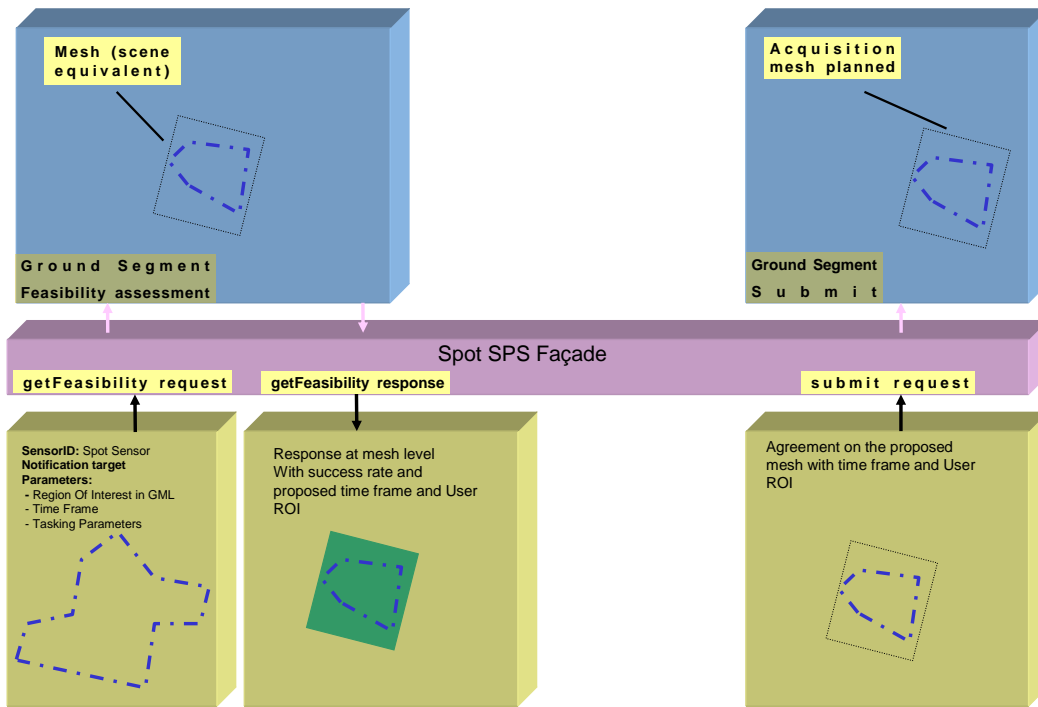 Mesh (scene
equivalent)
Acquisition
mesh planned
Ground Segment
Feasibility assessment
Ground Segment
Submit
Spot SPS Façade
getFeasibility request
getFeasibility response
submit request
SensorID: Spot Sensor
Notification target
Parameters:
- Region Of Interest in GML
- Time Frame
- Tasking Parameters
Response at mesh level
With success rate and
proposed time frame and User
ROI
Agreement on the proposed
mesh with time frame and User
ROI